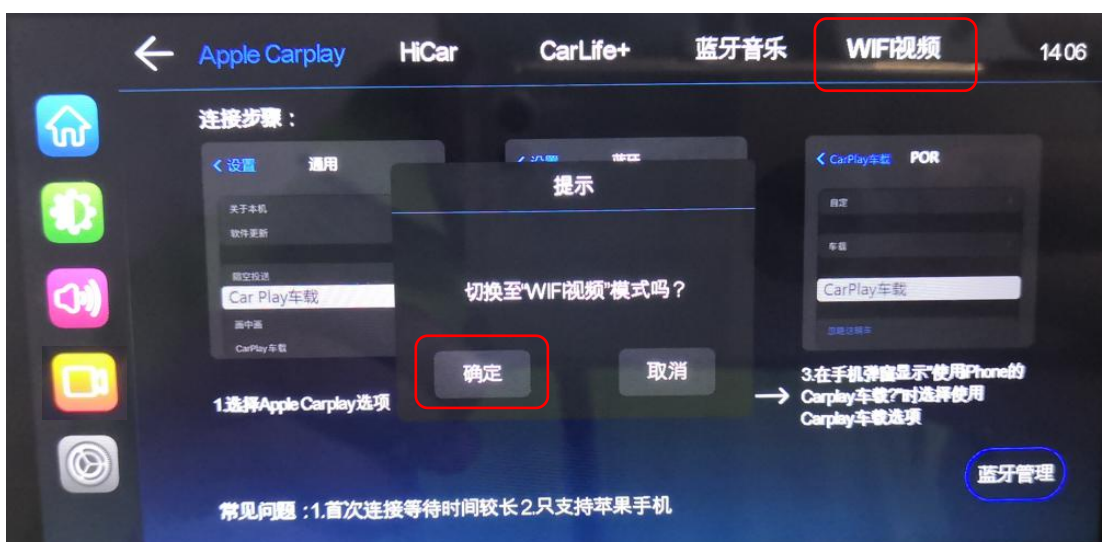 Apple Carplay HiCar CarLife+ 蓝牙音乐 WIFI视频 14 06
连接步骤：
设置 通用
关于本机
软件更新
隔空投送
Car Play车载
画中画
CarPlay车载
1.选择Apple Carplay选项
提示
切换至“WIFI视频”模式吗？
确定 取消
CarPlay车载 POR
自定
车载
CarPlay车载
忽略这辆车
3.在手机弹窗显示“使用iPhone的
Carplay车载?”时选择使用
Carplay车载选项
蓝牙管理
常见问题：1.首次连接等待时间较长 2.只支持苹果手机